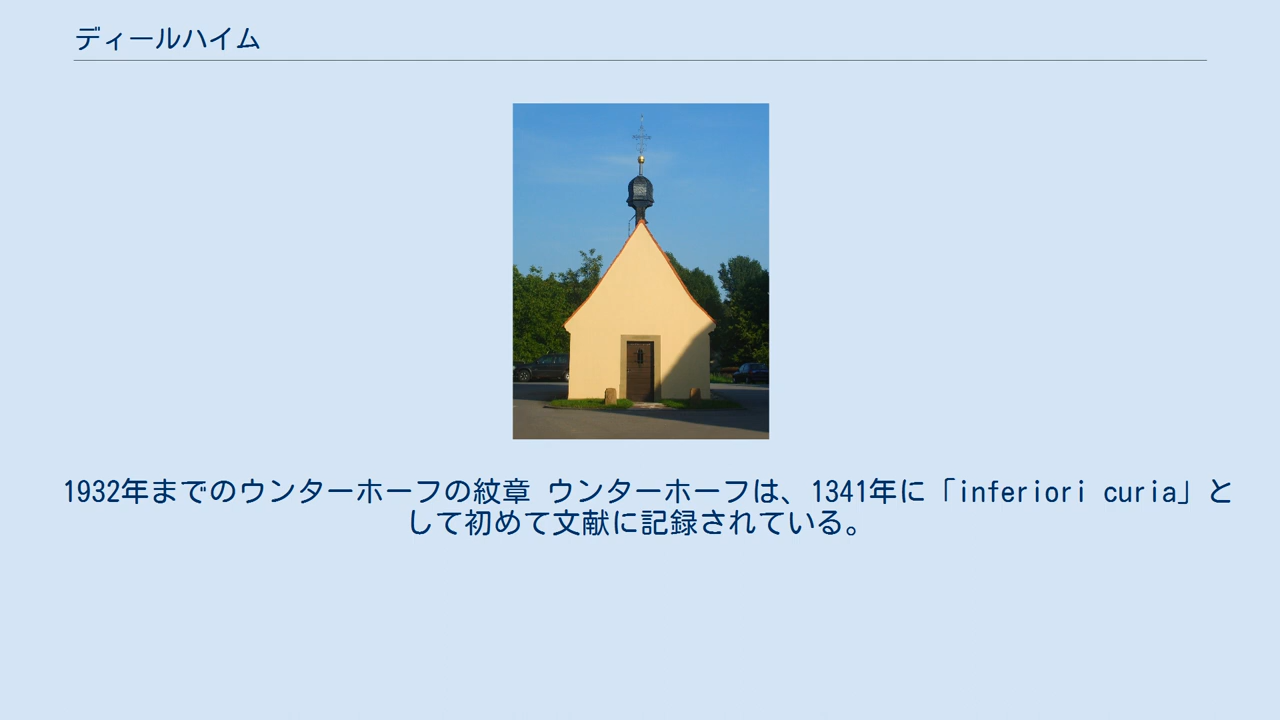 ディールハイム
1932年までのウンターホーフの紋章 ウンターホーフは、1341年に「inferiori curia」と
して初めて文献に記録されている。